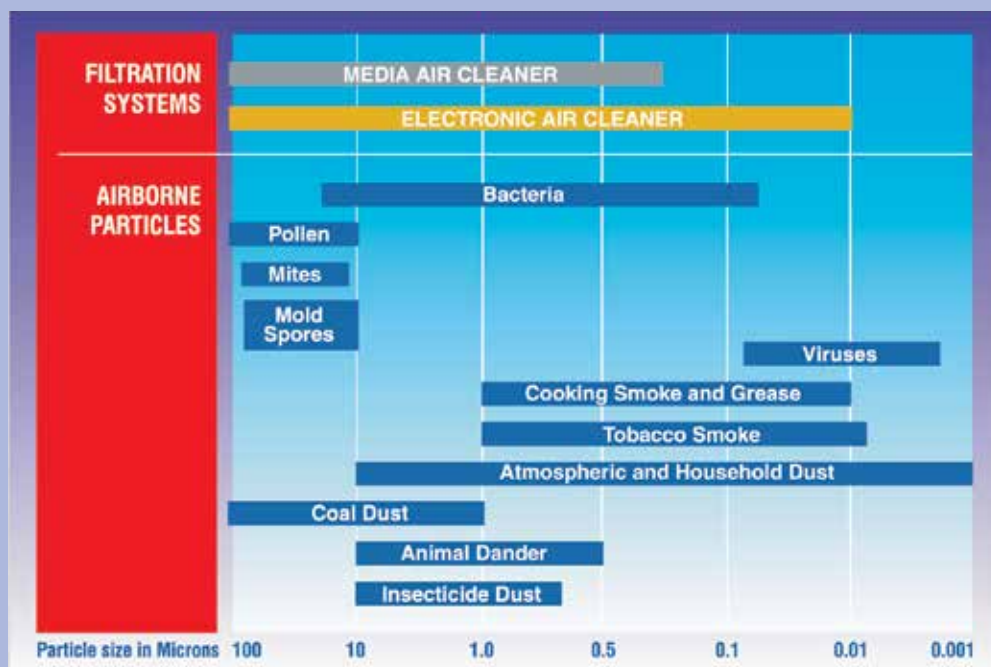 FILTRATION
SYSTEMS
MEDIA AIR CLEANER
ELECTRONIC AIR CLEANER
AIRBORNE
PARTICLES
Bacteria
Pollen
Mites
Mold
Spores
Viruses
Cooking Smoke and Grease
Tobacco Smoke
Atmospheric and Household Dust
Coal Dust
Animal Dander
Insecticide Dust
Particle size in Microns 100 10 1.0 0.5 0.1 0.01 0.001